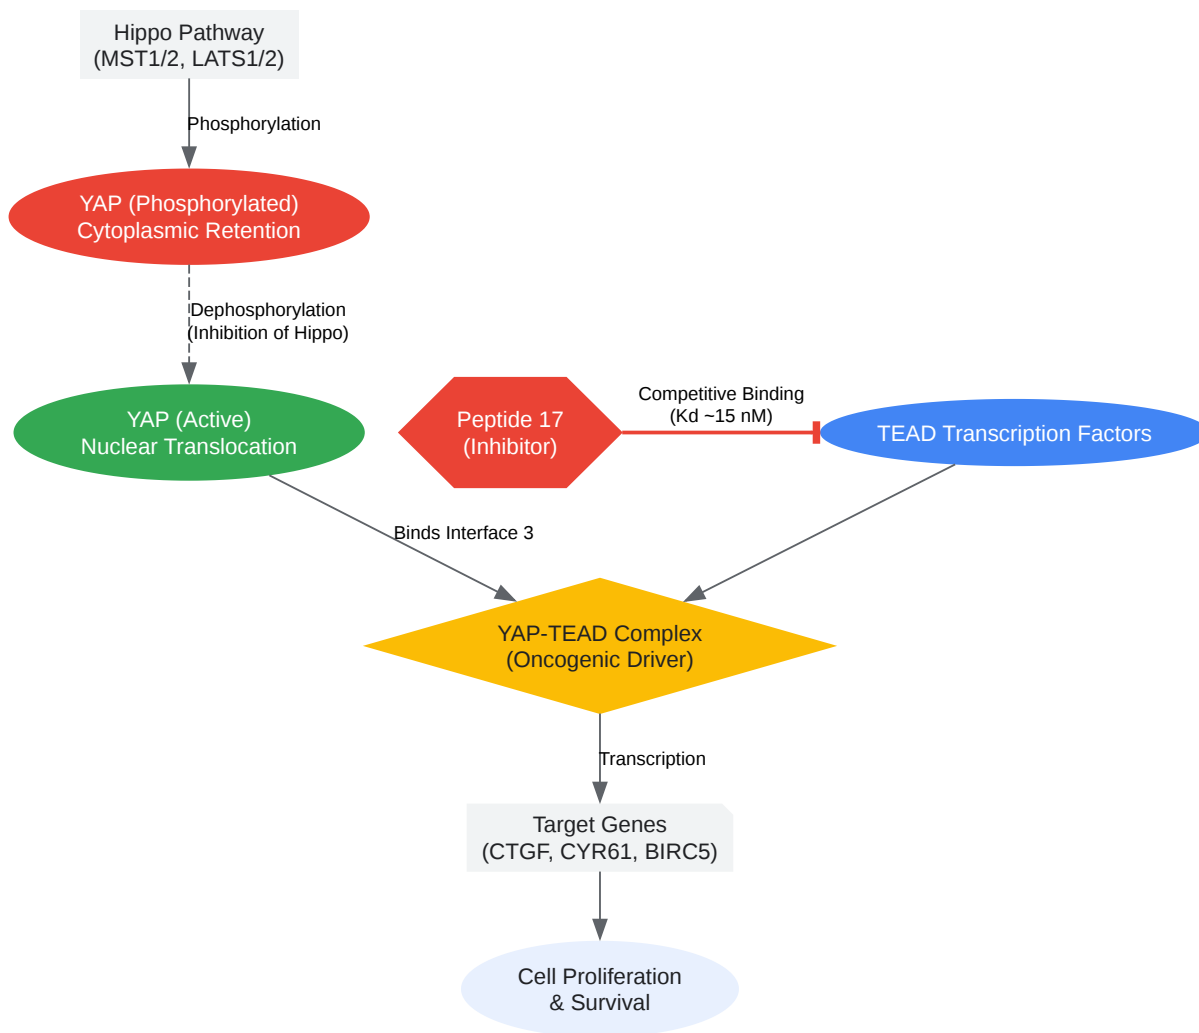 Hippo Pathway
(MST1/2, LATS1/2)
Phosphorylation
YAP (Phosphorylated)
Cytoplasmic Retention
Dephosphorylation
(Inhibition of Hippo)
YAP (Active)
Nuclear Translocation
Peptide 17
(Inhibitor)
Competitive Binding
(Kd ~15 nM)
TEAD Transcription Factors
Binds Interface 3
YAP-TEAD Complex
(Oncogenic Driver)
Transcription
Target Genes
(CTGF, CYR61, BIRC5)
Cell Proliferation
& Survival